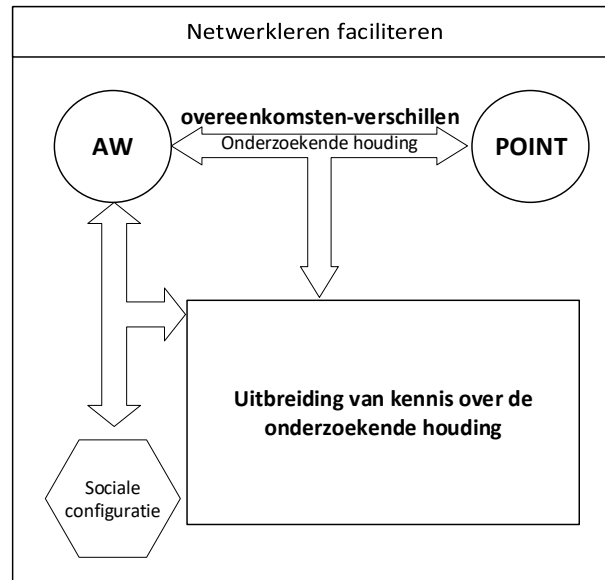 Netwerkleren faciliteren
overeenkomsten-verschillen
AW
Onderzoekende houding
POINT
Uitbreiding van kennis over de
onderzoekende houding
Sociale
configuratie